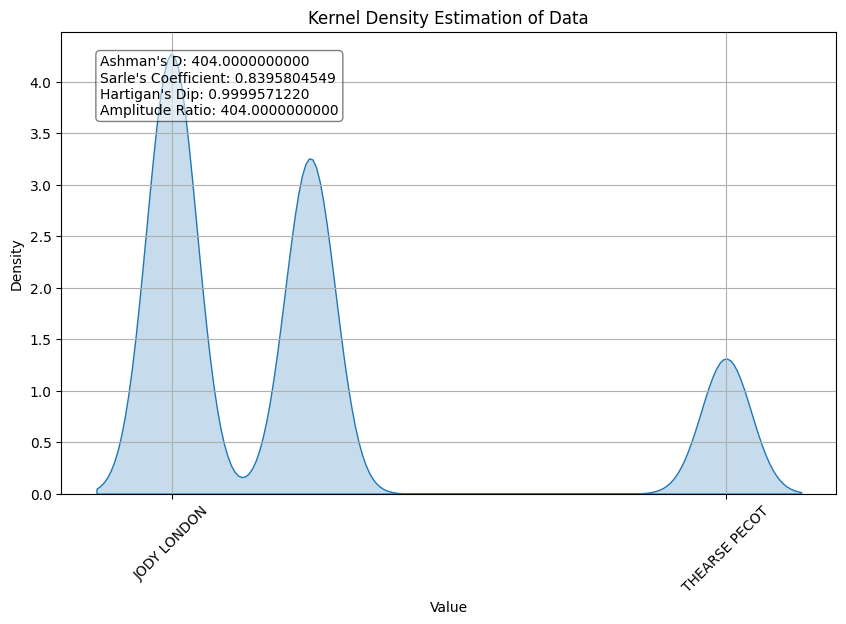 Kernel Density Estimation of Data
Ashman's D: 404.0000000000
Sarle's Coefficient: 0.8395804549
Hartigan's Dip: 0.9999571220
Amplitude Ratio: 404.0000000000
4.0
3.5
3.0
2.5
2.0
1.5
1.0
0.5
0.0
Density
JODY LONDON
THEARSE PECOT
Value